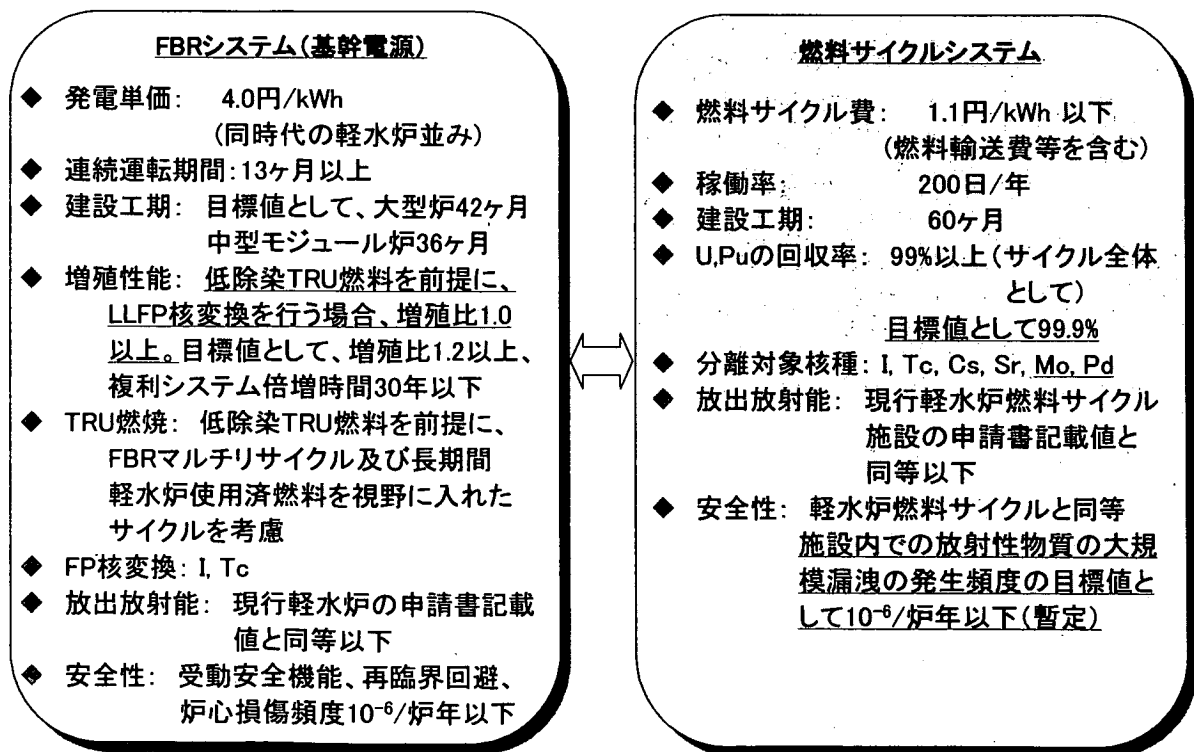 FBRシステム(基幹電源)
◆ 発電単価： 4.0円/kWh
(同時代の軽水炉並み)
◆ 連続運転期間：13ヶ月以上
◆ 建設工期： 目標値として、大型炉42ヶ月
中型モジュール炉36ヶ月
◆ 増殖性能： 低除染TRU燃料を前提に、
LLFP核変換を行う場合、増殖比1.0
以上。目標値として、増殖比1.2以上、
複利システム倍増時間30年以下
◆ TRU燃焼： 低除染TRU燃料を前提に、
FBRマルチリサイクル及び長期間
軽水炉使用済燃料を視野に入れた
サイクルを考慮
◆ FP核変換：I, Tc
◆ 放出放射能： 現行軽水炉の申請書記載
値と同等以下
◆ 安全性： 受動安全機能、再臨界回避、
炉心損傷頻度10⁻⁶/炉年以下
燃料サイクルシステム
◆ 燃料サイクル費： 1.1円/kWh 以下
(燃料輸送費等を含む)
◆ 稼働率： 200日/年
◆ 建設工期： 60ヶ月
◆ U,Puの回収率： 99%以上(サイクル全体
として)
目標値として99.9%
◆ 分離対象核種：I, Tc, Cs, Sr, Mo, Pd
◆ 放出放射能： 現行軽水炉燃料サイクル
施設の申請書記載値と
同等以下
◆ 安全性： 軽水炉燃料サイクルと同等
施設内での放射性物質の大規
模漏洩の発生頻度の目標値と
して10⁻⁶/炉年以下(暫定)